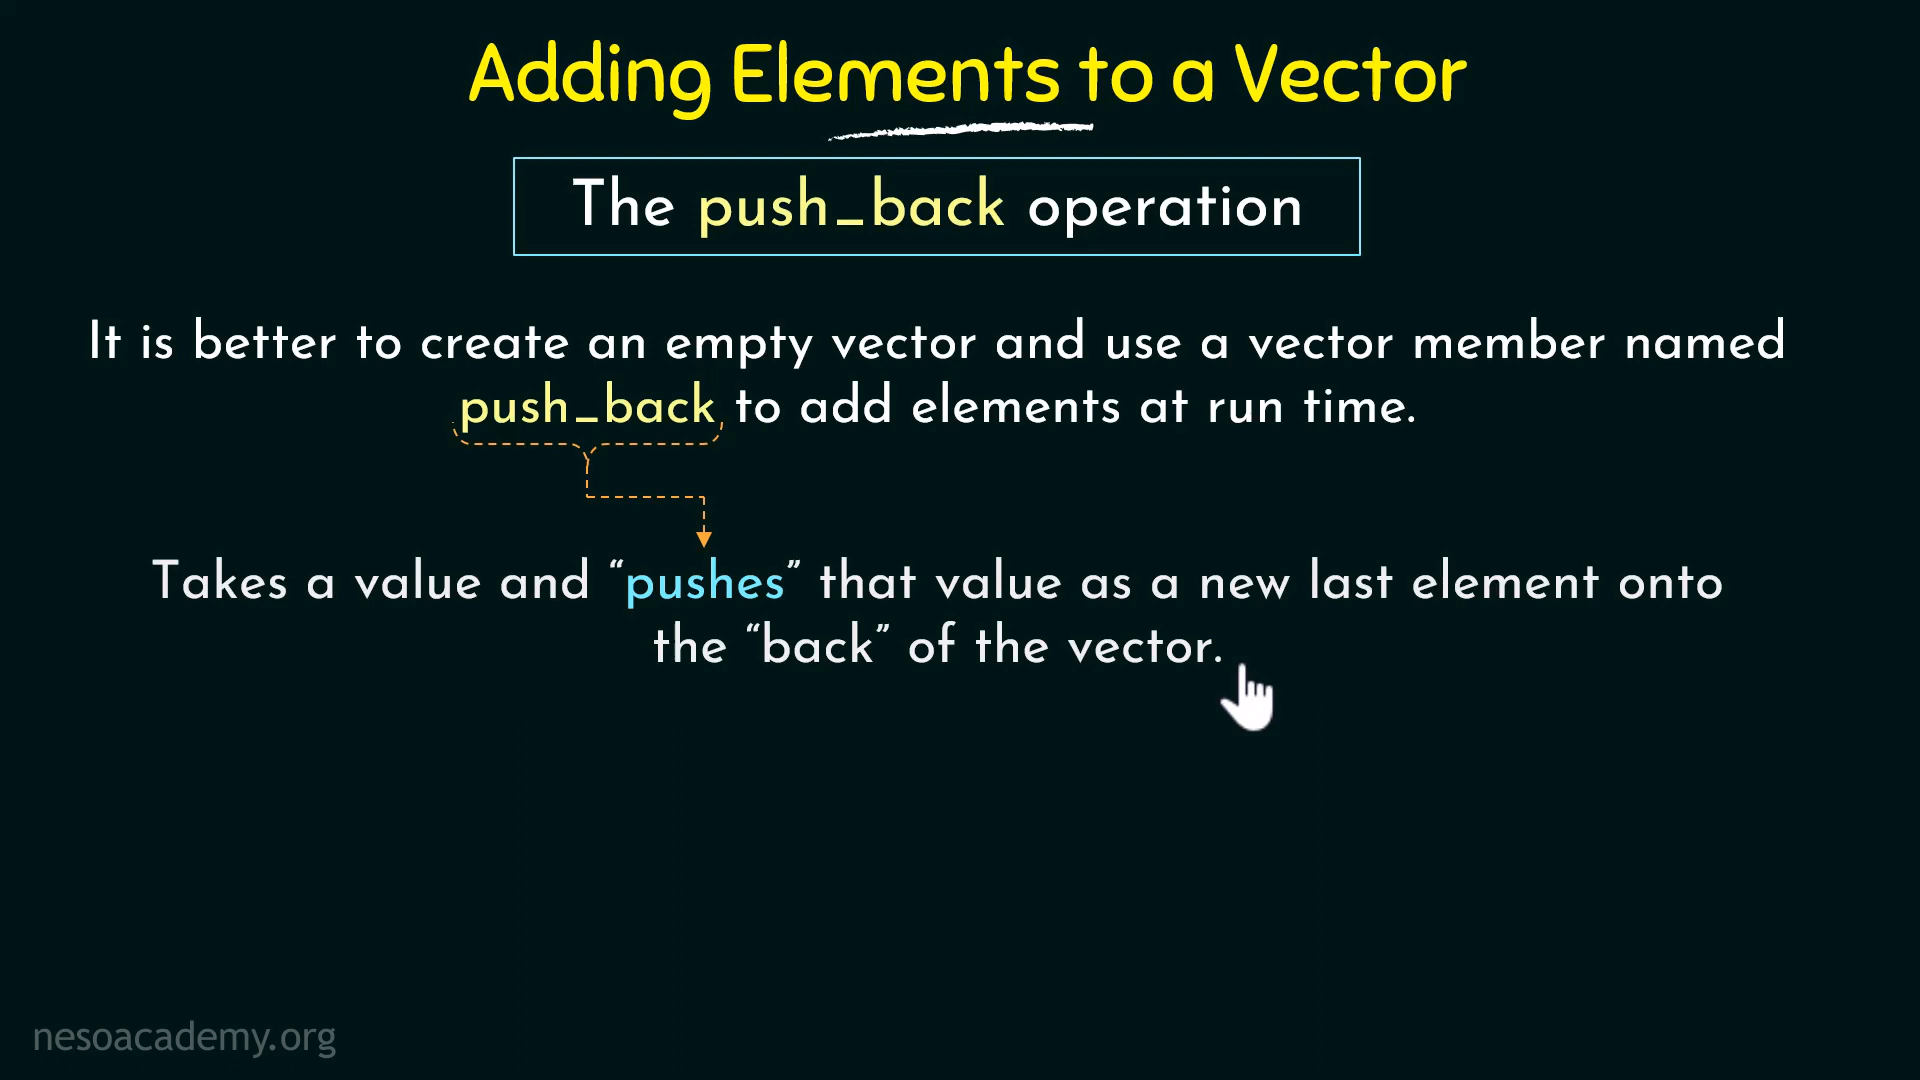 Adding Elements to a Vector
The push_back operation
It is better to create an empty vector and use a vector member named
push_back to add elements at run time.
Takes a value and “pushes” that value as a new last element onto
the “back” of the vector.
nesoacademy.org